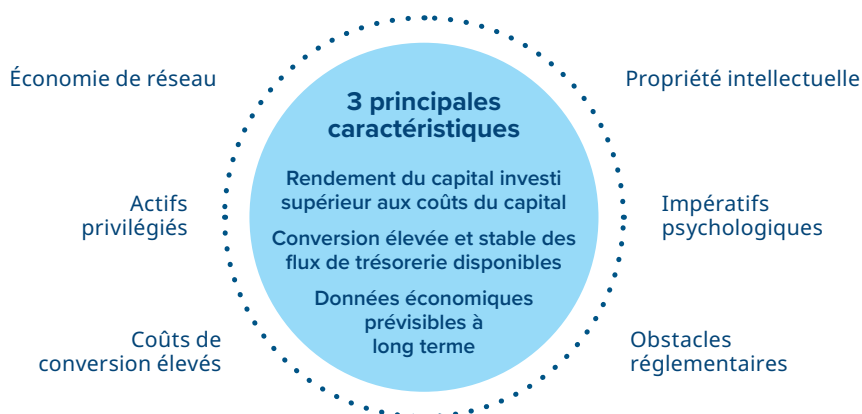 3 principales
caractéristiques
Rendement du capital investi
supérieur aux coûts du capital
Conversion élevée et stable des
flux de trésorerie disponibles
Données économiques
prévisibles à
long terme
Économie de réseau
Actifs
privilégiés
Coûts de
conversion élevés
Propriété intellectuelle
Impératifs
psychologiques
Obstacles
réglementaires